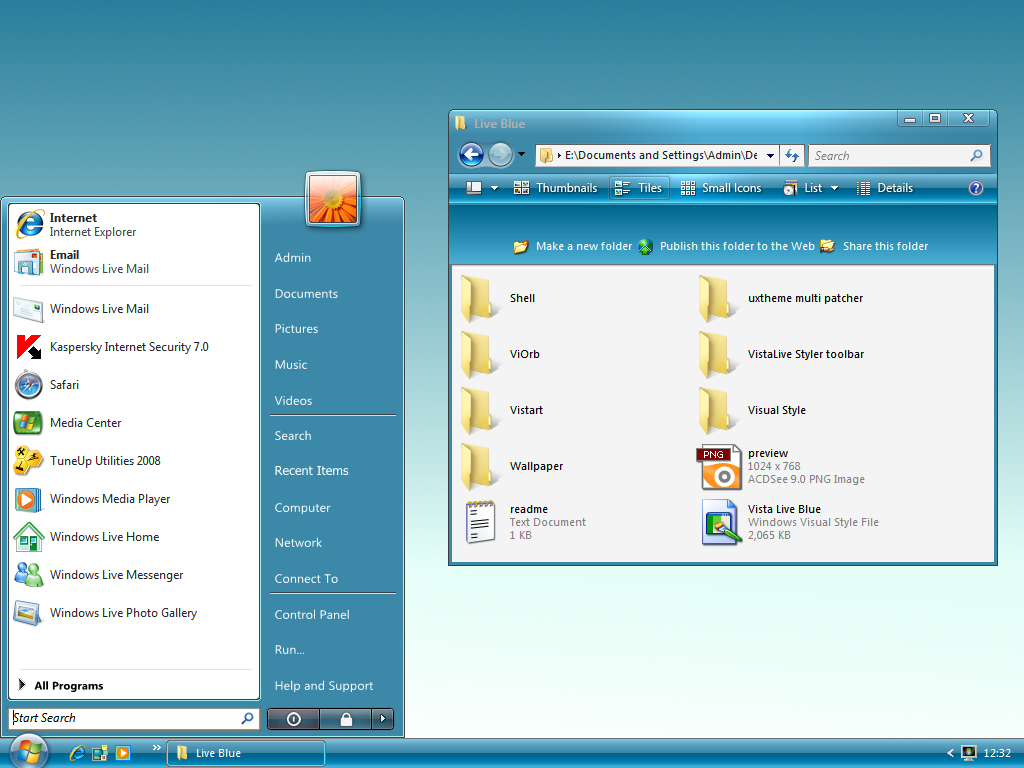 Internet
Internet Explorer
Email
Windows Live Mail
Windows Live Mail
Kaspersky Internet Security 7.0
Safari
Media Center
TuneUp Utilities 2008
Windows Media Player
Windows Live Home
Windows Live Messenger
Windows Live Photo Gallery
All Programs
Start Search
Admin
Documents
Pictures
Music
Videos
Search
Recent Items
Computer
Network
Connect To
Control Panel
Run...
Help and Support
Live Blue
E:\Documents and Settings\Admin\De
Search
Thumbnails Tiles Small Icons List Details
Make a new folder Publish this folder to the Web Share this folder
Shell
uxtheme multi patcher
ViOrb
VistaLive Styler toolbar
Vistart
Visual Style
Wallpaper
PNG
preview
1024 x 768
ACDSee 9.0 PNG Image
readme
Text Document
1 KB
Vista Live Blue
Windows Visual Style File
2,065 KB
Live Blue
12:32